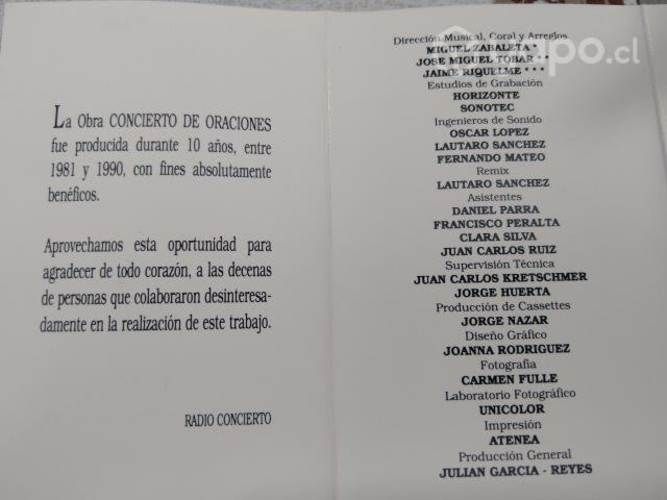 La Obra CONCIERTO DE ORACIONES
fue producida durante 10 años, entre
1981 y 1990, con fines absolutamente
benéficos.
Aprovechamos esta oportunidad para
agradecer de todo corazón, a las decenas
de personas que colaboraron desinteresa-
damente en la realización de este trabajo.
RADIO CONCIERTO
Dirección Musical, Coral y Arreglos
MIGUEL ZABALETA *
JOSE MIGUEL TOBAR * *
JAIME RIQUELME * * *
Estudios de Grabación
HORIZONTE
SONOTEC
Ingenieros de Sonido
OSCAR LOPEZ
LAUTARO SANCHEZ
FERNANDO MATEO
Remix
LAUTARO SANCHEZ
Asistentes
DANIEL PARRA
FRANCISCO PERALTA
CLARA SILVA
JUAN CARLOS RUIZ
Supervisión Técnica
JUAN CARLOS KRETSCHMER
JORGE HUERTA
Producción de Cassettes
JORGE NAZAR
Diseño Gráfico
JOANNA RODRIGUEZ
Fotografía
CARMEN FULLE
Laboratorio Fotográfico
UNICOLOR
Impresión
ATENEA
Producción General
JULIAN GARCIA - REYES